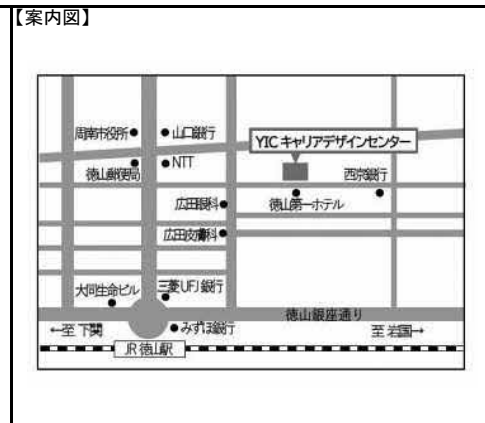 【案内図】
周南市役所
山口銀行
YIC キャリアデザインセンター
徳山郵便局
NTT
西京銀行
広田眼科
徳山第一ホテル
広田皮膚科
大同生命ビル
三菱UFJ銀行
徳山銀座通り
←至 下関
みずほ銀行
至 岩国→
JR 徳山駅